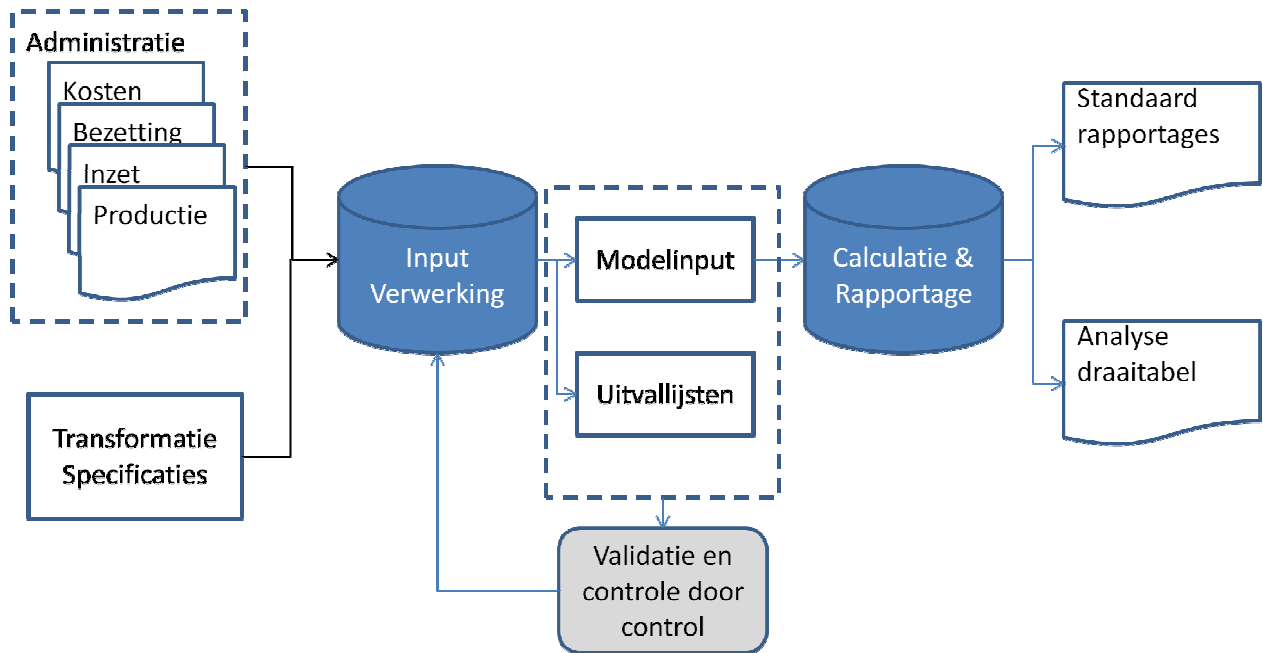 Administratie
Kosten
Bezetting
Inzet
Productie
Transformatie
Specificaties
Input
Verwerking
Modelinput
Uitvallijsten
Validatie en
controle door
control
Calculatie &
Rapportage
Standaard
rapportages
Analyse
draaitabel